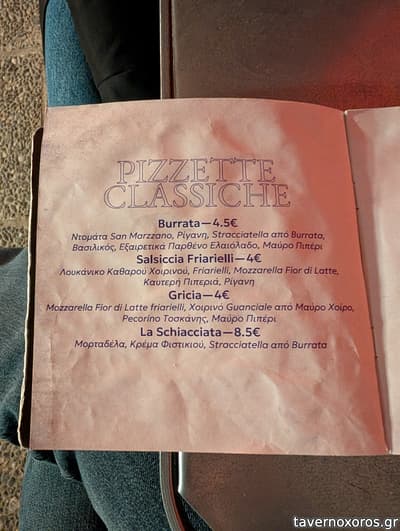 PIZZETTE
CLASSICHE
Burrata—4.5€
Ντομάτα San Marzzano, Ρίγανη, Stracciatella από Burrata,
Βασιλικός, Εξαιρετικά Παρθένο Ελαιόλαδο, Μαύρο Πιπέρι
Salsiccia Friarielli—4€
Λουκάνικο Καθαρού Χοιρινού, Friarielli, Mozzarella Fior di Latte,
Καυτερή Πιπεριά, Ρίγανη
Gricia—4€
Mozzarella Fior di Latte friarielli, Χοιρινό Guanciale από Μαύρο Χοίρο,
Pecorino Τοσκάνης, Μαύρο Πιπέρι
La Schiacciata—8.5€
Μορταδέλα, Κρέμα Φιστικιού, Stracciatella από Burrata
tavernoxoros.gr